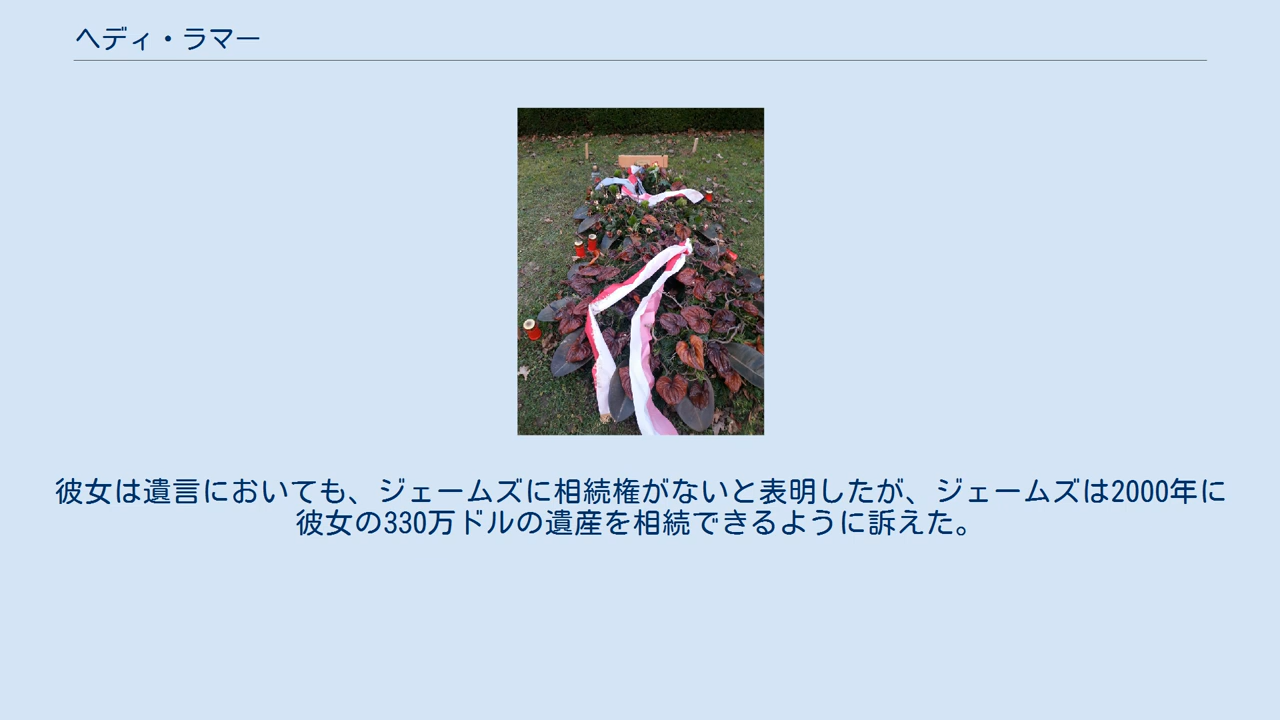 ヘディ・ラマー
彼女は遺言においても、ジェームズに相続権がないと表明したが、ジェームズは2000年に
彼女の330万ドルの遺産を相続できるように訴えた。